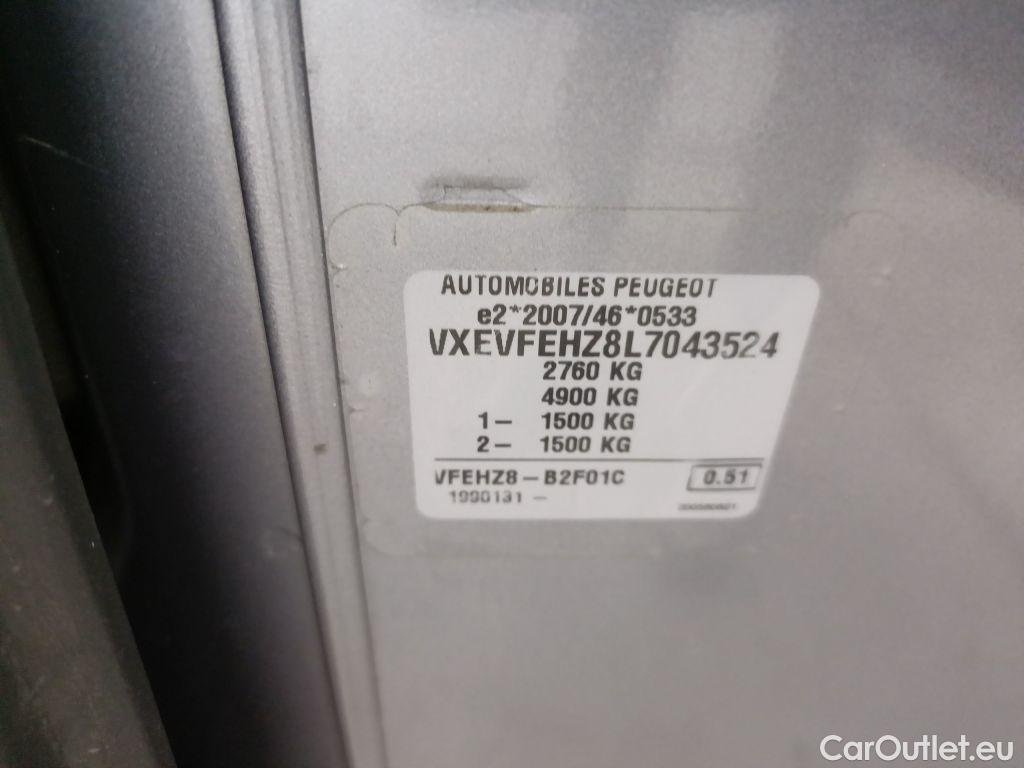 AUTOMOBILES PEUGEOT
e2*2007/46*0533
VXEVFEHZ8L7043524
2760 KG
4900 KG
1- 1500 KG
2- 1500 KG
VFEHZ8-B2F01C 0.51
1990131 -
CarOutlet.eu